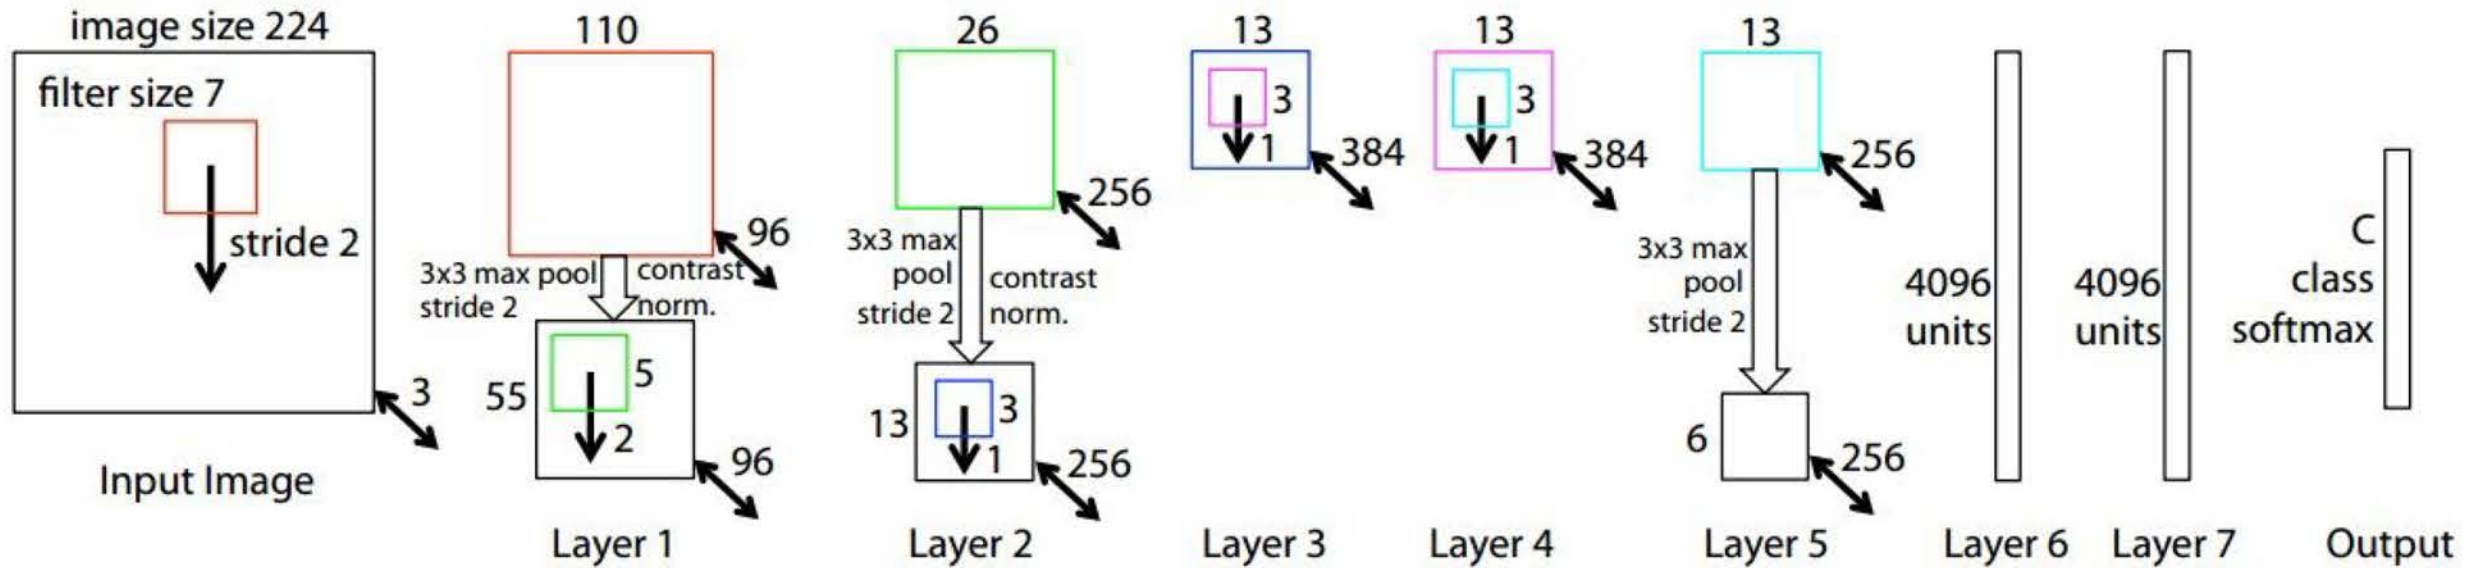 image size 224
filter size 7
stride 2
3
Input Image
110
96
3x3 max pool
stride 2
contrast
norm.
55
5
2
96
Layer 1
26
256
3x3 max
pool
stride 2
contrast
norm.
13
3
1
256
Layer 2
13
3
1
384
Layer 3
13
3
1
384
Layer 4
13
256
3x3 max
pool
stride 2
6
256
Layer 5
4096
units
Layer 6
4096
units
Layer 7
C
class
softmax
Output